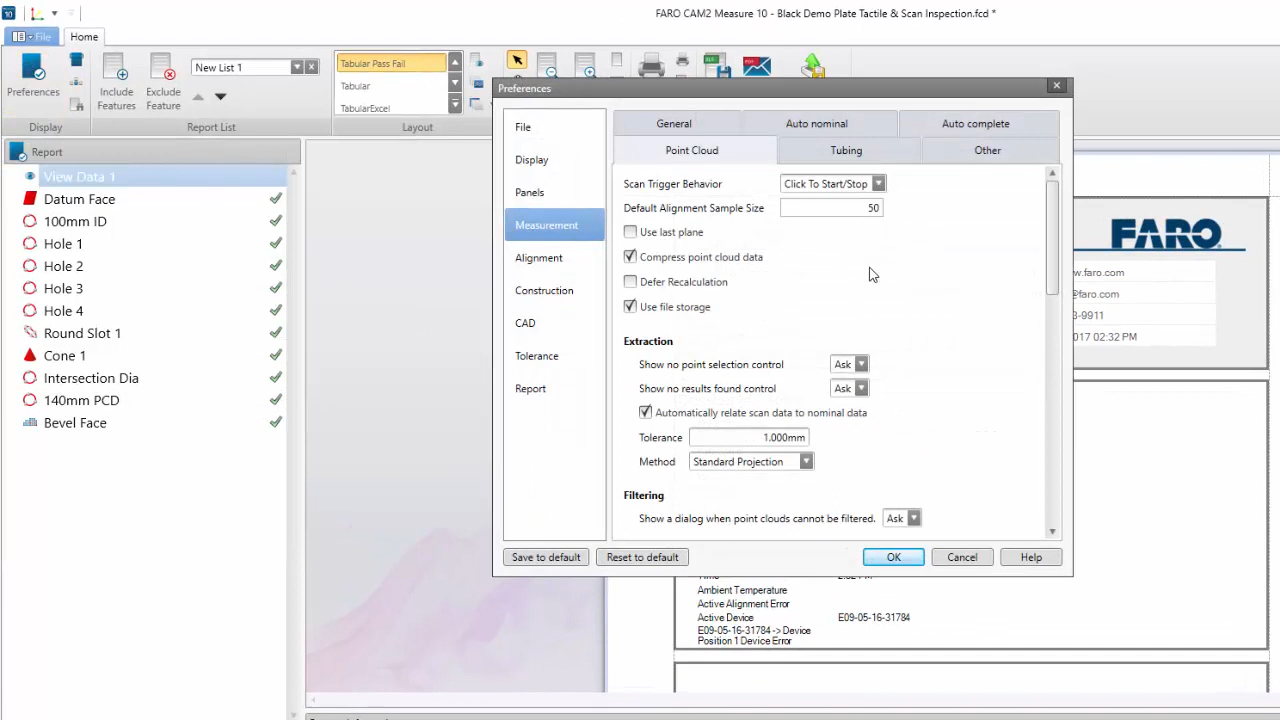 FARO CAM2 Measure 10 - Black Demo Plate Tactile & Scan Inspection.fcd *
File
Home
Preferences
Include Features
Exclude Feature
New List 1
Tabular Pass Fail
Tabular
TabularExcel
Display
Report List
Layout
Report
View Data 1
Datum Face
100mm ID
Hole 1
Hole 2
Hole 3
Hole 4
Round Slot 1
Cone 1
Intersection Dia
140mm PCD
Bevel Face
Preferences
File
Display
Panels
Measurement
Alignment
Construction
CAD
Tolerance
Report
General
Auto nominal
Auto complete
Point Cloud
Tubing
Other
Scan Trigger Behavior
Click To Start/Stop
Default Alignment Sample Size
50
Use last plane
Compress point cloud data
Defer Recalculation
Use file storage
Extraction
Show no point selection control
Ask
Show no results found control
Ask
Automatically relate scan data to nominal data
Tolerance
1.000mm
Method
Standard Projection
Filtering
Show a dialog when point clouds cannot be filtered.
Ask
Save to default
Reset to default
OK
Cancel
Help
FARO
w.faro.com
@faro.com
3-9911
017 02:32 PM
Ambient Temperature
Active Alignment Error
Active Device
E09-05-16-31784
E09-05-16-31784 -> Device
Position 1 Device Error